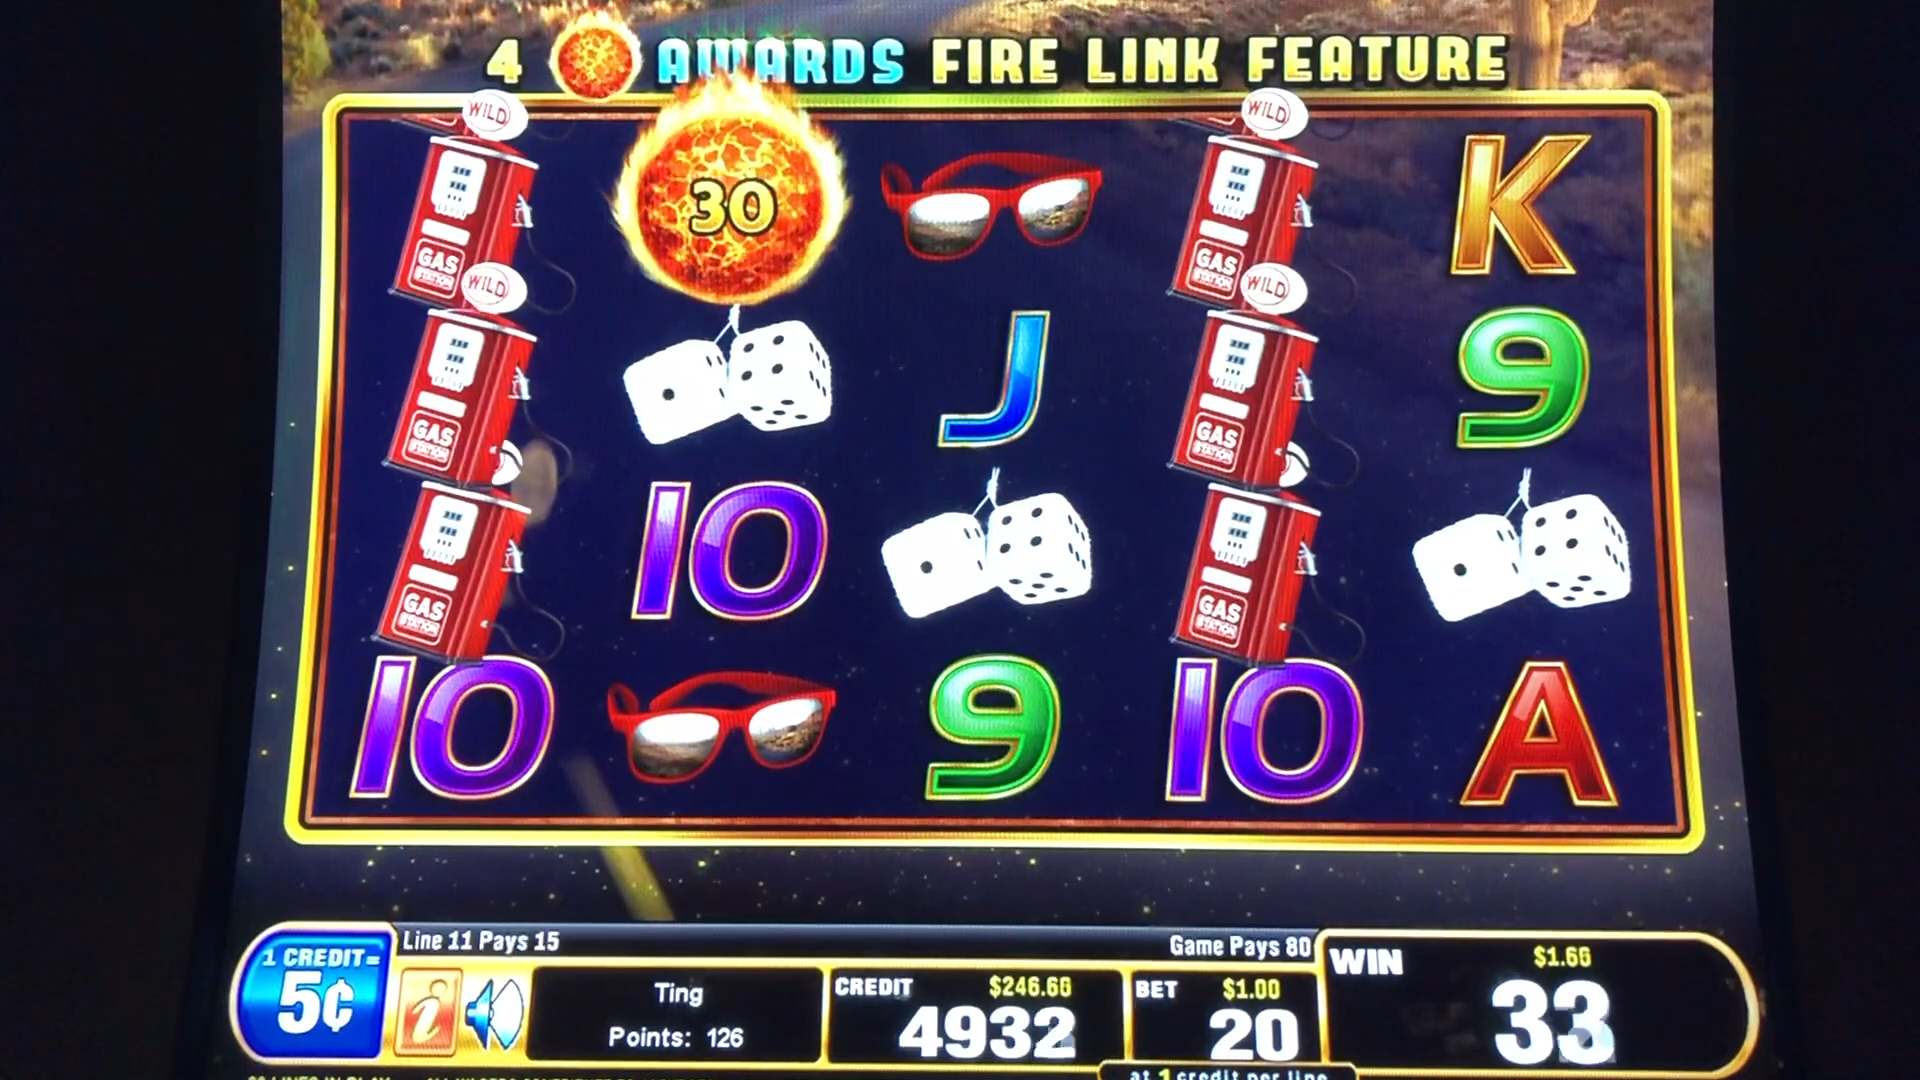 4 AWARDS FIRE LINK FEATURE
WILD WILD
30 K
GAS STATION GAS STATION
WILD WILD
J 9
GAS STATION GAS STATION
10
GAS STATION GAS STATION
10 9 10 A
Line 11 Pays 15 Game Pays 80
1 CREDIT= 5¢
i
Ting
Points: 126
CREDIT $246.60
4932
BET $1.00
20
WIN $1.66
33
at 1 credit per line